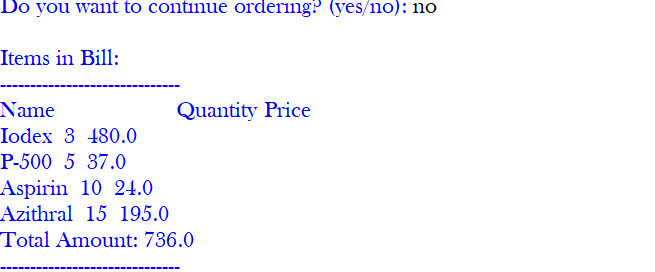 Do you want to continue ordering? (yes/no): no
Items in Bill:
------------------------------
Name Quantity Price
Iodex 3 480.0
P-500 5 37.0
Aspirin 10 24.0
Azithral 15 195.0
Total Amount: 736.0
------------------------------